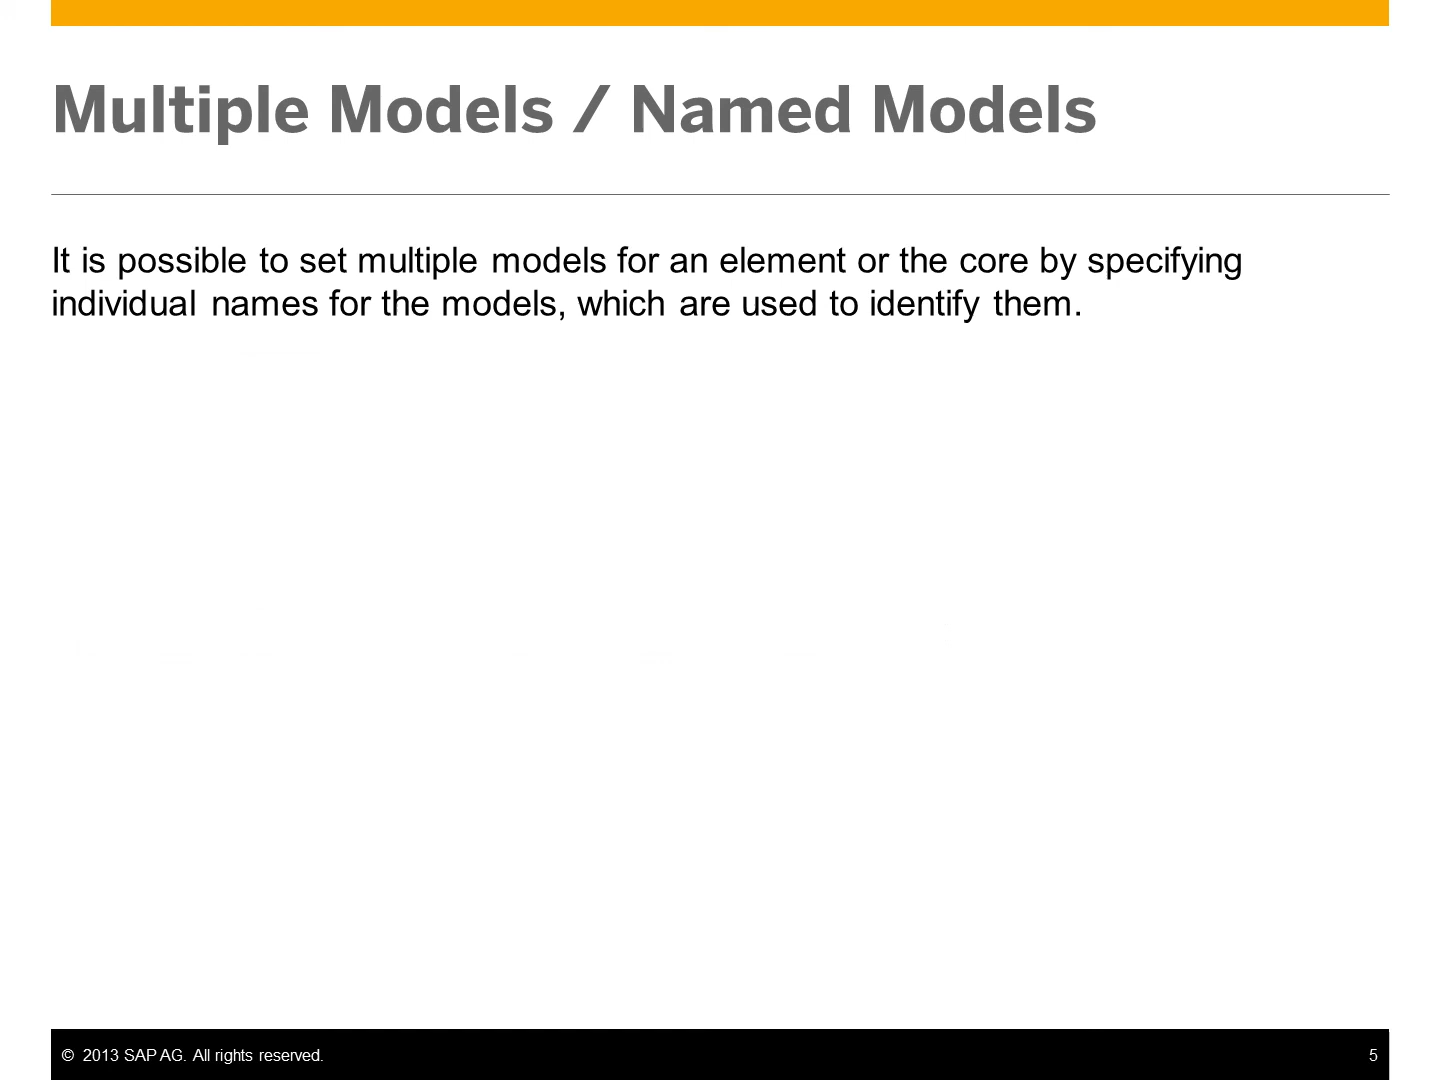 Multiple Models / Named Models
It is possible to set multiple models for an element or the core by specifying
individual names for the models, which are used to identify them.
© 2013 SAP AG. All rights reserved.
5